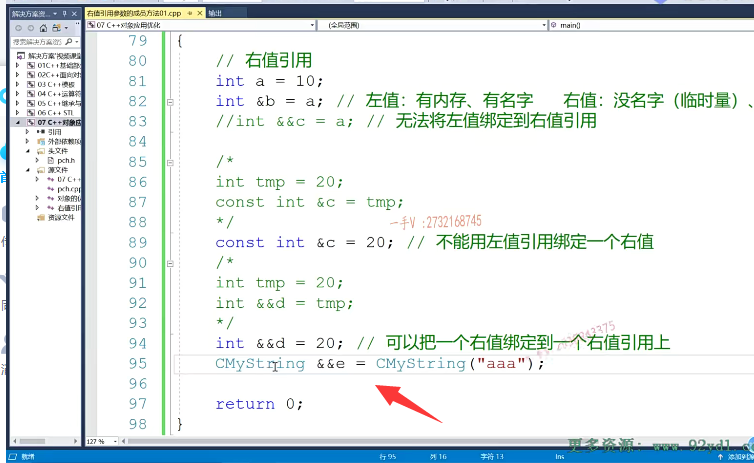 解决方案资...
右值引用参数的成员方法01.cpp
输出
07 C++对象应用优化
(全局范围)
main()
搜索解决方案资
解决方案"视频课堂
01C++基础部
02C++面向对
03 C++模板
04 C++运算符
05 C++继承与
06 C++ STL
07 C++对象应
引用
外部依赖项
头文件
pch.h
源文件
07 C++
pch.cpp
对象的优
右值引用
资源文件
79 {
80 // 右值引用
81 int a = 10;
82 int &b = a; // 左值：有内存、有名字 右值：没名字（临时量）、
83 //int &&c = a; // 无法将左值绑定到右值引用
84
85 /*
86 int tmp = 20;
87 const int &c = tmp;
88 */
一手V :2732168745
89 const int &c = 20; // 不能用左值引用绑定一个右值
90 /*
91 int tmp = 20;
92 int &&d = tmp;
93 */
94 int &&d = 20; // 可以把一个右值绑定到一个右值引用上
95 CMyString &&e = CMyString("aaa");
96
97 return 0;
98 }
127 %
更多资源：www.92xdl.c
就绪
行 95
列 16
字符 13
Ins
添加到源